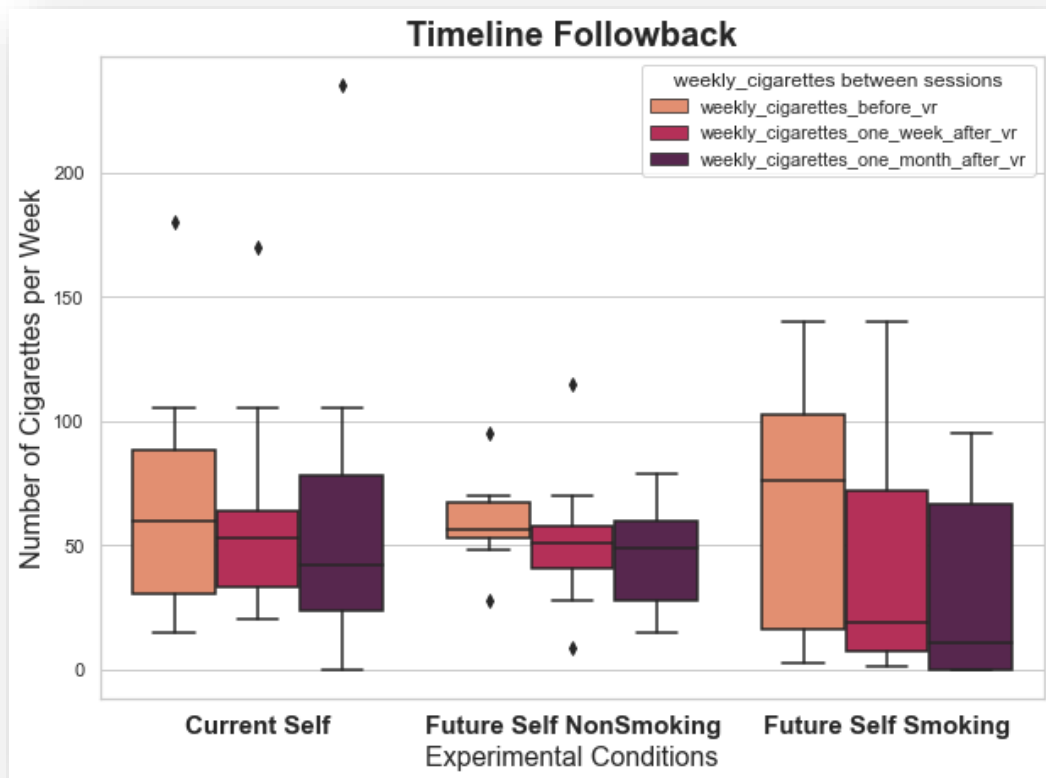 Timeline Followback
weekly_cigarettes between sessions
weekly_cigarettes_before_vr
weekly_cigarettes_one_week_after_vr
weekly_cigarettes_one_month_after_vr
Number of Cigarettes per Week
200
150
100
50
0
Current Self
Future Self NonSmoking
Future Self Smoking
Experimental Conditions